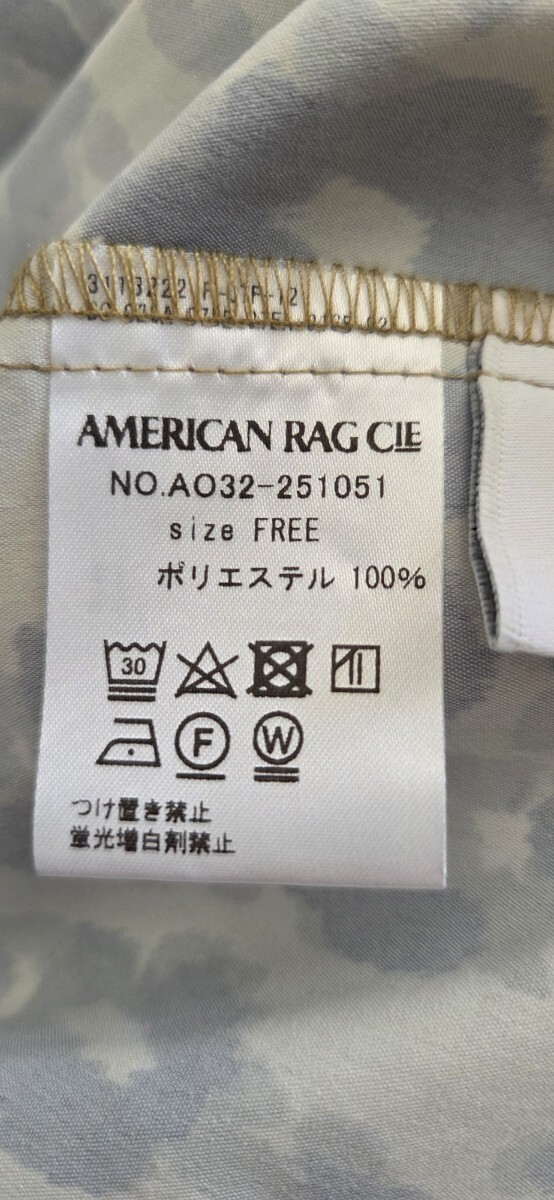 AMERICAN RAG CIE
NO.AO32-251051
size FREE
ポリエステル 100%
30
F W
つけ置き禁止
蛍光増白剤禁止